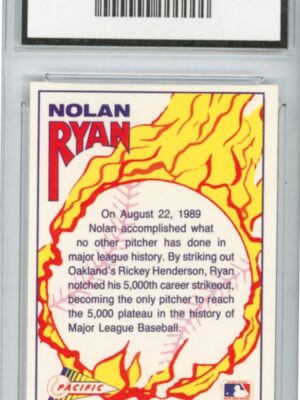 NOLAN
RYAN
On August 22, 1989
Nolan accomplished what
no other pitcher has done in
major league history. By striking out
Oakland's Rickey Henderson, Ryan
notched his 5,000th career strikeout,
becoming the only pitcher to reach
the 5,000 plateau in the history of
Major League Baseball.
PACIFIC